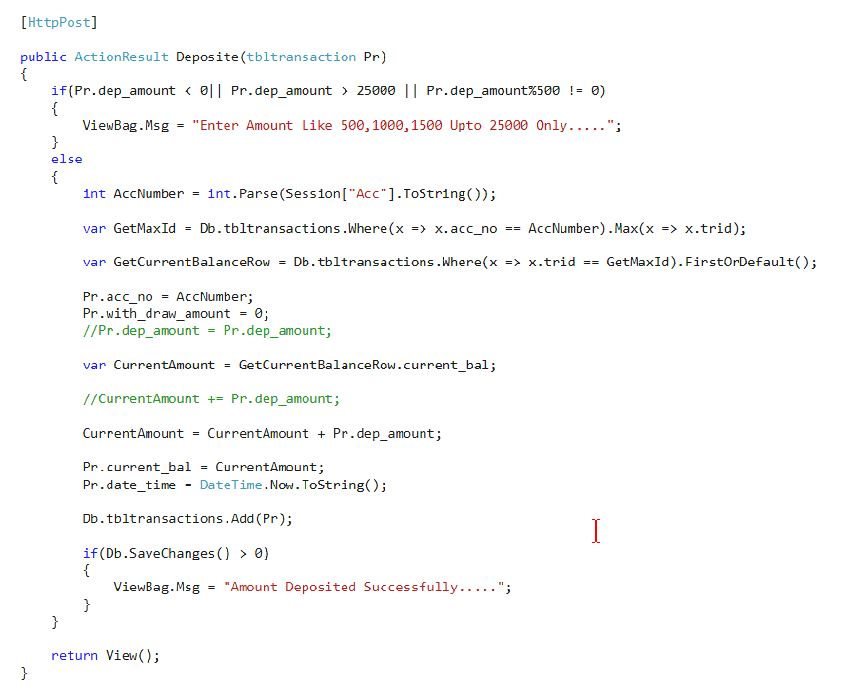 [HttpPost]
public ActionResult Deposite(tbltransaction Pr)
{
if(Pr.dep_amount < 0|| Pr.dep_amount > 25000 || Pr.dep_amount%500 != 0)
{
ViewBag.Msg = "Enter Amount Like 500,1000,1500 Upto 25000 Only.....";
}
else
{
int AccNumber = int.Parse(Session["Acc"].ToString());
var GetMaxId = Db.tbltransactions.Where(x => x.acc_no == AccNumber).Max(x => x.trid);
var GetCurrentBalanceRow = Db.tbltransactions.Where(x => x.trid == GetMaxId).FirstOrDefault();
Pr.acc_no = AccNumber;
Pr.with_draw_amount = 0;
//Pr.dep_amount = Pr.dep_amount;
var CurrentAmount = GetCurrentBalanceRow.current_bal;
//CurrentAmount += Pr.dep_amount;
CurrentAmount = CurrentAmount + Pr.dep_amount;
Pr.current_bal = CurrentAmount;
Pr.date_time = DateTime.Now.ToString();
Db.tbltransactions.Add(Pr);
if(Db.SaveChanges() > 0)
{
ViewBag.Msg = "Amount Deposited Successfully.....";
}
}
return View();
}